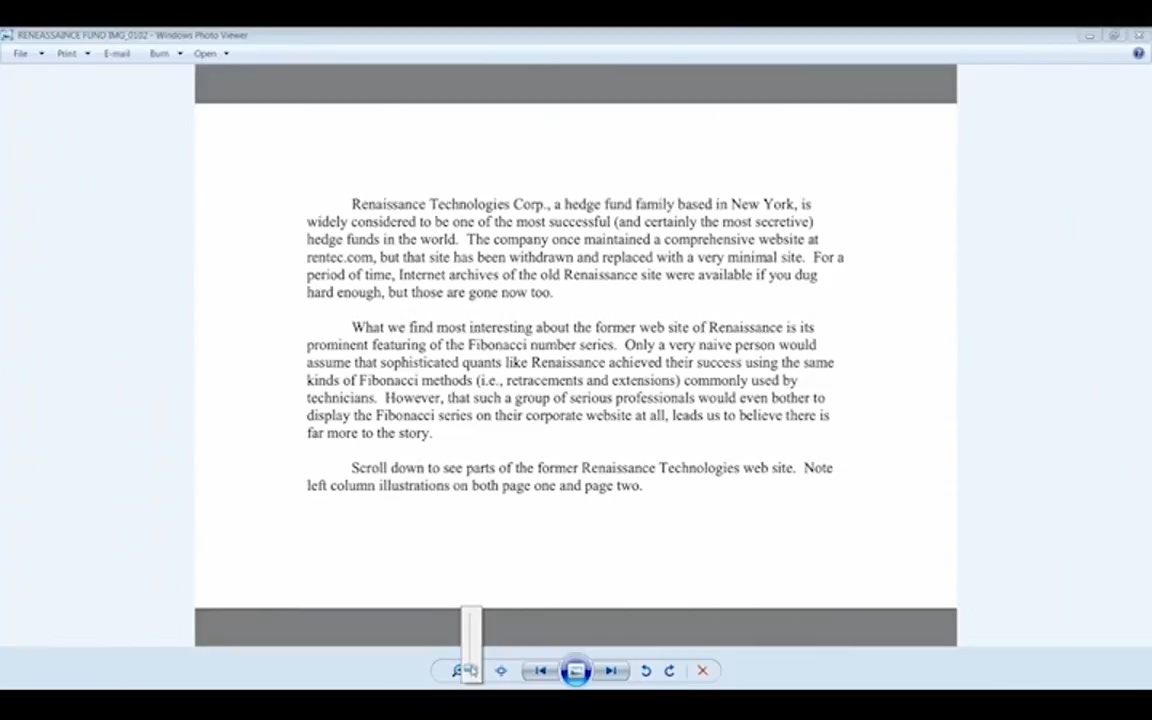 RENEASSAINCE FUND IMG_0102 - Windows Photo Viewer
File Print E-mail Burn Open
Renaissance Technologies Corp., a hedge fund family based in New York, is
widely considered to be one of the most successful (and certainly the most secretive)
hedge funds in the world. The company once maintained a comprehensive website at
rentec.com, but that site has been withdrawn and replaced with a very minimal site. For a
period of time, Internet archives of the old Renaissance site were available if you dug
hard enough, but those are gone now too.
What we find most interesting about the former web site of Renaissance is its
prominent featuring of the Fibonacci number series. Only a very naive person would
assume that sophisticated quants like Renaissance achieved their success using the same
kinds of Fibonacci methods (i.e., retracements and extensions) commonly used by
technicians. However, that such a group of serious professionals would even bother to
display the Fibonacci series on their corporate website at all, leads us to believe there is
far more to the story.
Scroll down to see parts of the former Renaissance Technologies web site. Note
left column illustrations on both page one and page two.